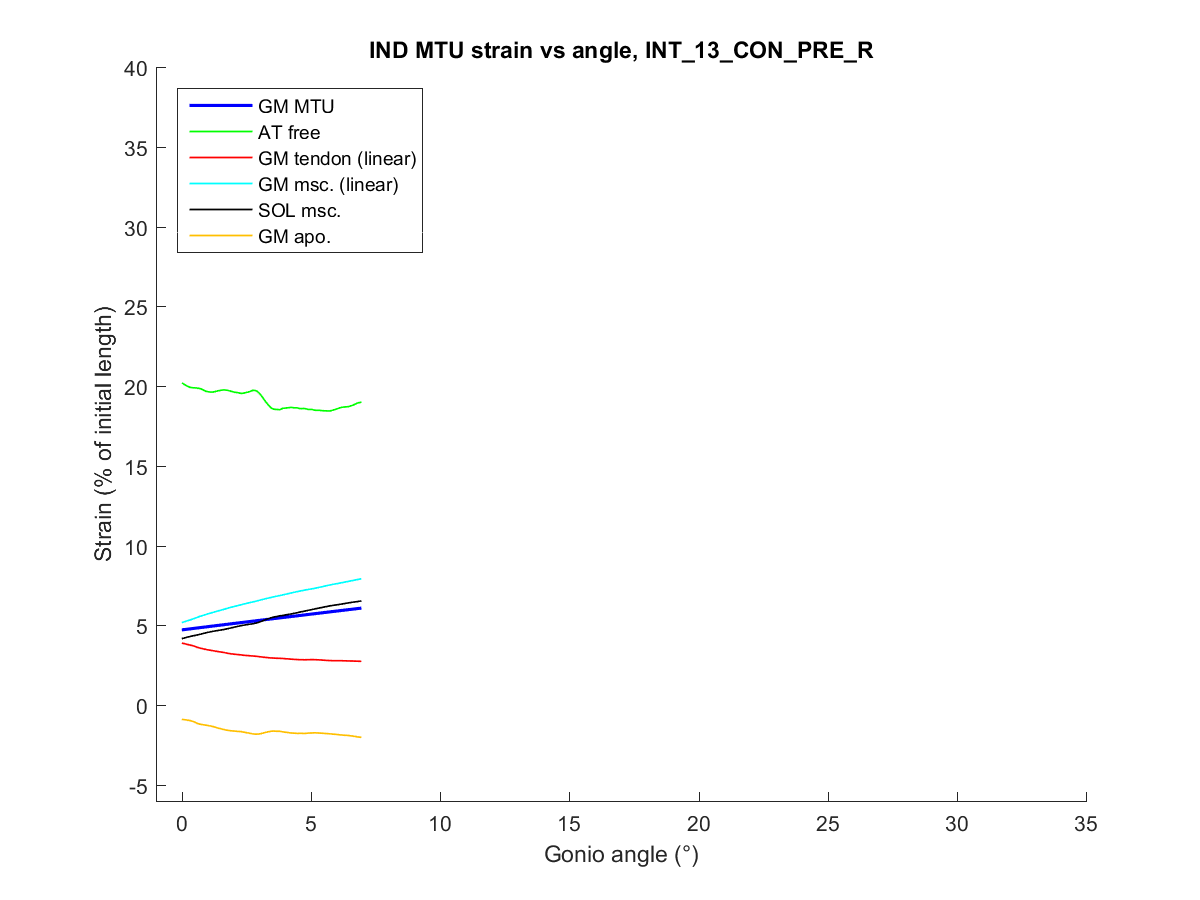 IND MTU strain vs angle, INT_13_CON_PRE_R
40
35
30
25
20
15
10
5
0
-5
GM MTU
AT free
GM tendon (linear)
GM msc. (linear)
SOL msc.
GM apo.
Strain (% of initial length)
0 5 10 15 20 25 30 35
Gonio angle (°)